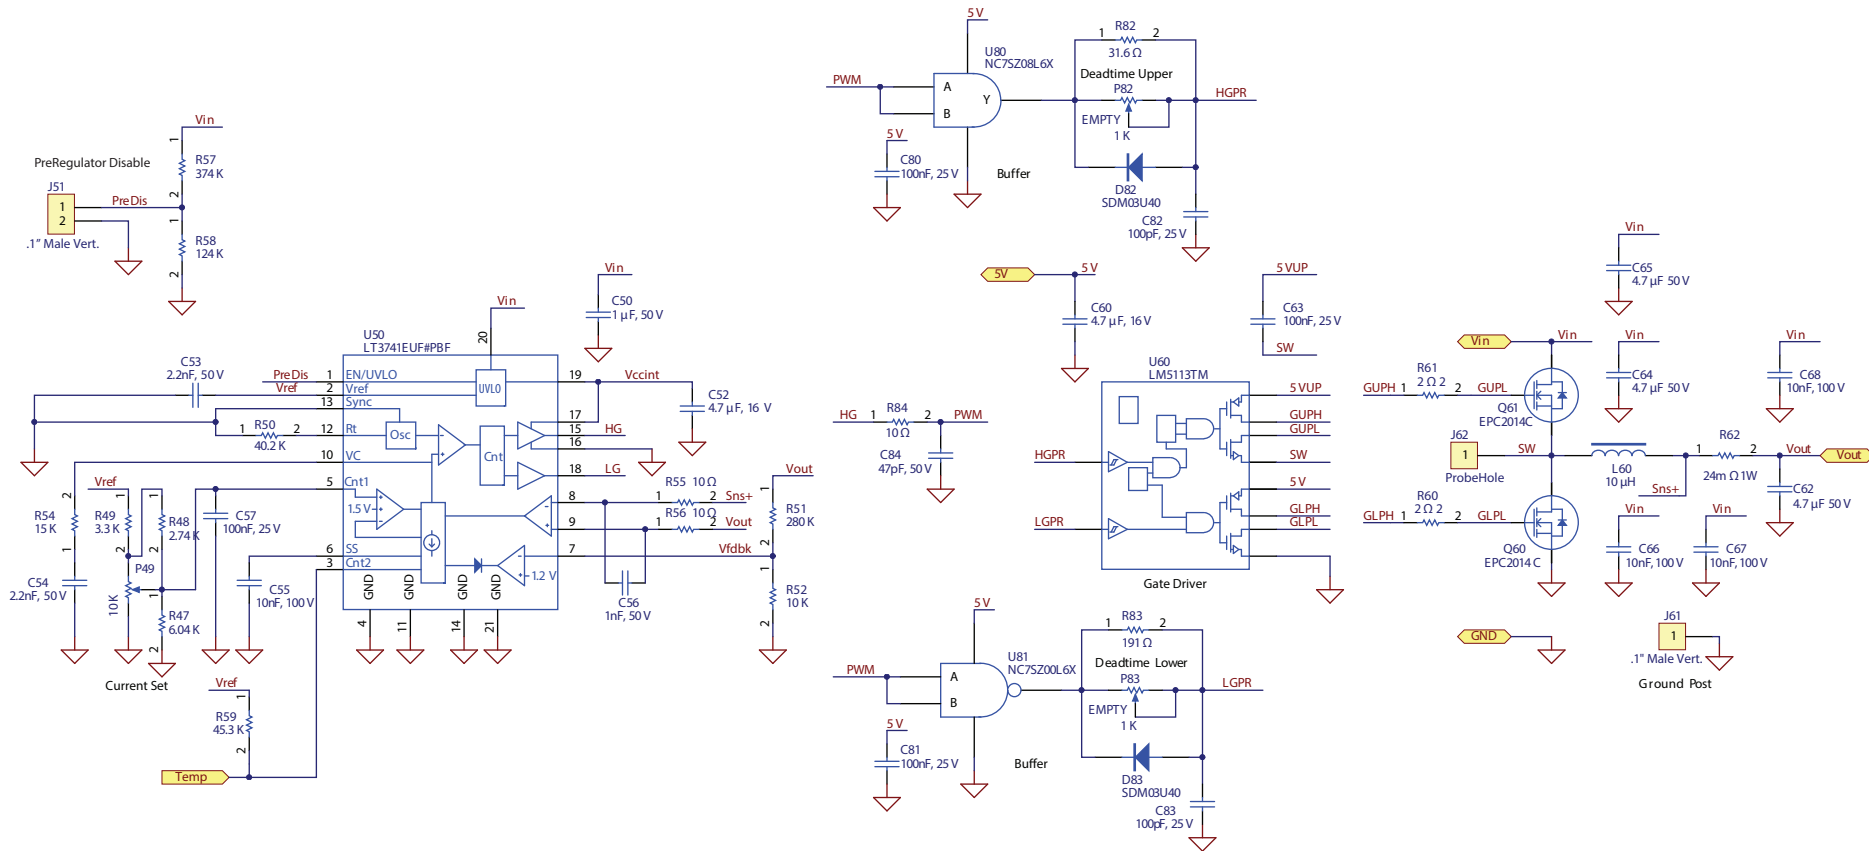 PreRegulator Disable
J51
1
2
.1" Male Vert.
PreDis
Vin
1
R57
374 K
2
1
R58
124 K
2
C53
2.2nF, 50 V
PreDis
Vref
1 R50 2
40.2 K
U50
LT3741EUF#PBF
Vin
20
Vin
C50
1 µF, 50 V
1 EN/UVLO
2 Vref
13 Sync
12 Rt
10 VC
5 Cnt1
6 SS
3 Cnt2
UVLO
Osc
Cnt
1.5 V
1.2 V
GND
GND
GND
GND
4
11
14
21
19
17
15
16
18
8
9
7
Vccint
HG
LG
C52
4.7 µF, 16 V
R55 10 Ω
1 2 Sns+
R56 10 Ω
1 2 Vout
Vfdbk
C56
1nF, 50 V
Vout
1
R51
280 K
1
R52
10 K
2
2
R54
15 K
1
C54
2.2nF, 50 V
Vref
1
R49
3.3 K
2
1
R48
2.74 K
2
P49
10 K
1
R47
6.04 K
2
Current Set
C57
100nF, 25 V
C55
10nF, 100 V
Vref
1
R59
45.3 K
2
Temp
5 V
U80
NC7SZ08L6X
PWM
A
B
Y
5 V
C80
100nF, 25 V
Buffer
R82
1 2
31.6 Ω
Deadtime Upper
P82
EMPTY
1 K
D82
SDM03U40
HGPR
C82
100pF, 25 V
5V
5 V
C60
4.7 µF, 16 V
5 VUP
C63
100nF, 25 V
SW
HG 1 R84 2 PWM
10 Ω
C84
47pF, 50 V
U60
LM5113TM
HGPR
LGPR
5 VUP
GUPH
GUPL
SW
5 V
GLPH
GLPL
Gate Driver
5 V
U81
NC7SZ00L6X
PWM
A
B
5 V
C81
100nF, 25 V
Buffer
R83
1 2
191 Ω
Deadtime Lower
P83
EMPTY
1 K
D83
SDM03U40
LGPR
C83
100pF, 25 V
Vin
C65
4.7 µF 50 V
Vin
Vin
R61
2 Ω 2
GUPH 1 2 GUPL
Q61
EPC2014C
Vin
C64
4.7 µF 50 V
Vin
C68
10nF, 100 V
J62
1
ProbeHole
SW
L60
10 µH
Sns+
R62
1 2
24m Ω 1W
Vout
Vout
C62
4.7 µF 50 V
R60
2 Ω 2
GLPH 1 2 GLPL
Q60
EPC2014 C
Vin
C66
10nF, 100 V
Vin
C67
10nF, 100 V
GND
J61
1
.1" Male Vert.
Ground Post